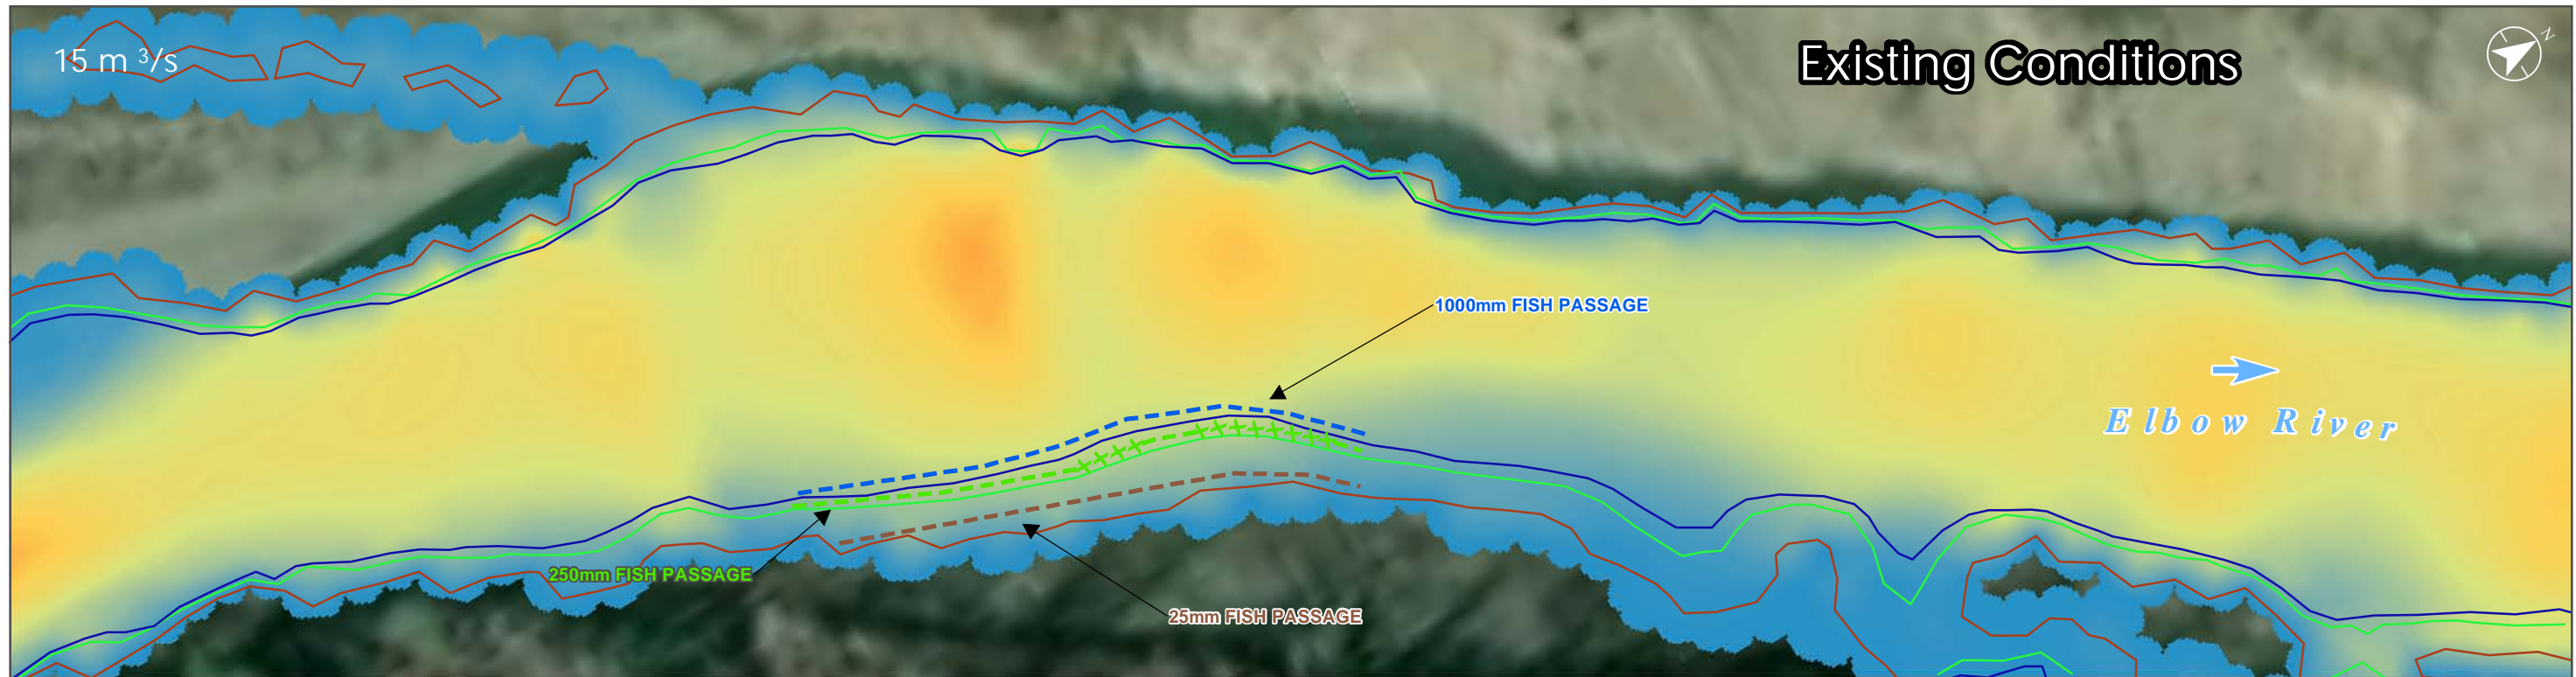 15 m ³/s
Existing Conditions
N
1000mm FISH PASSAGE
Elbow River
250mm FISH PASSAGE
25mm FISH PASSAGE